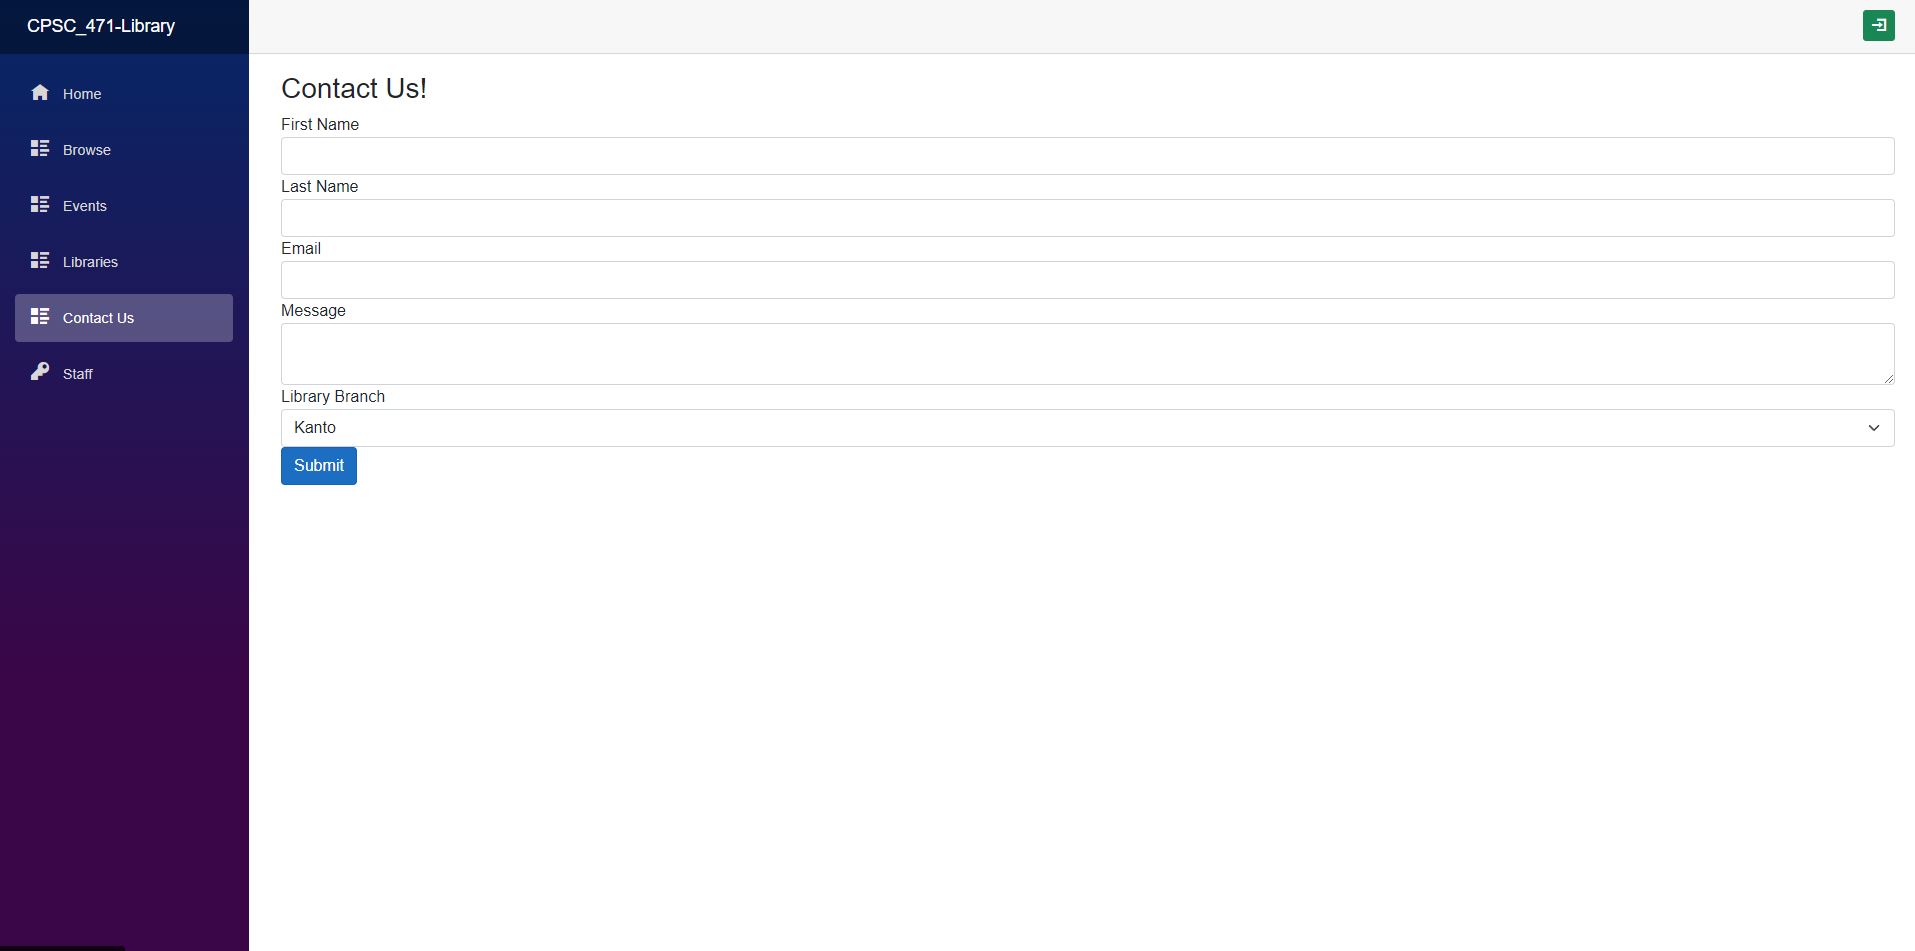 CPSC_471-Library
Home
Browse
Events
Libraries
Contact Us
Staff
Contact Us!
First Name
Last Name
Email
Message
Library Branch
Kanto
Submit